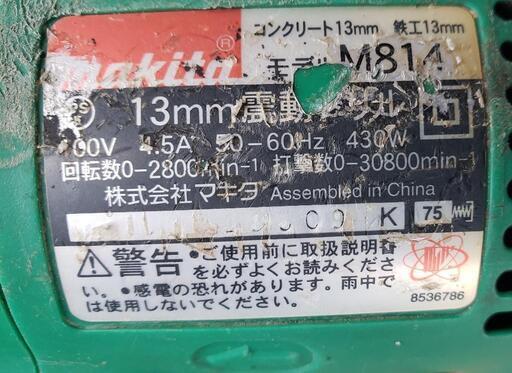 コンクリート13mm 鉄工13mm
makita® モデル M814
13mm震動ドリル
100V 4.5A 50-60Hz 430W
回転数0-2800min-1 打撃数0-30800min-1
株式会社マキタ Assembled in China
9309 K 75
警告
●ご使用前に取扱説明書
を必ずよくお読みくださ
い。●感電の恐れがあります。雨中で
は使用しないでください。
8536786